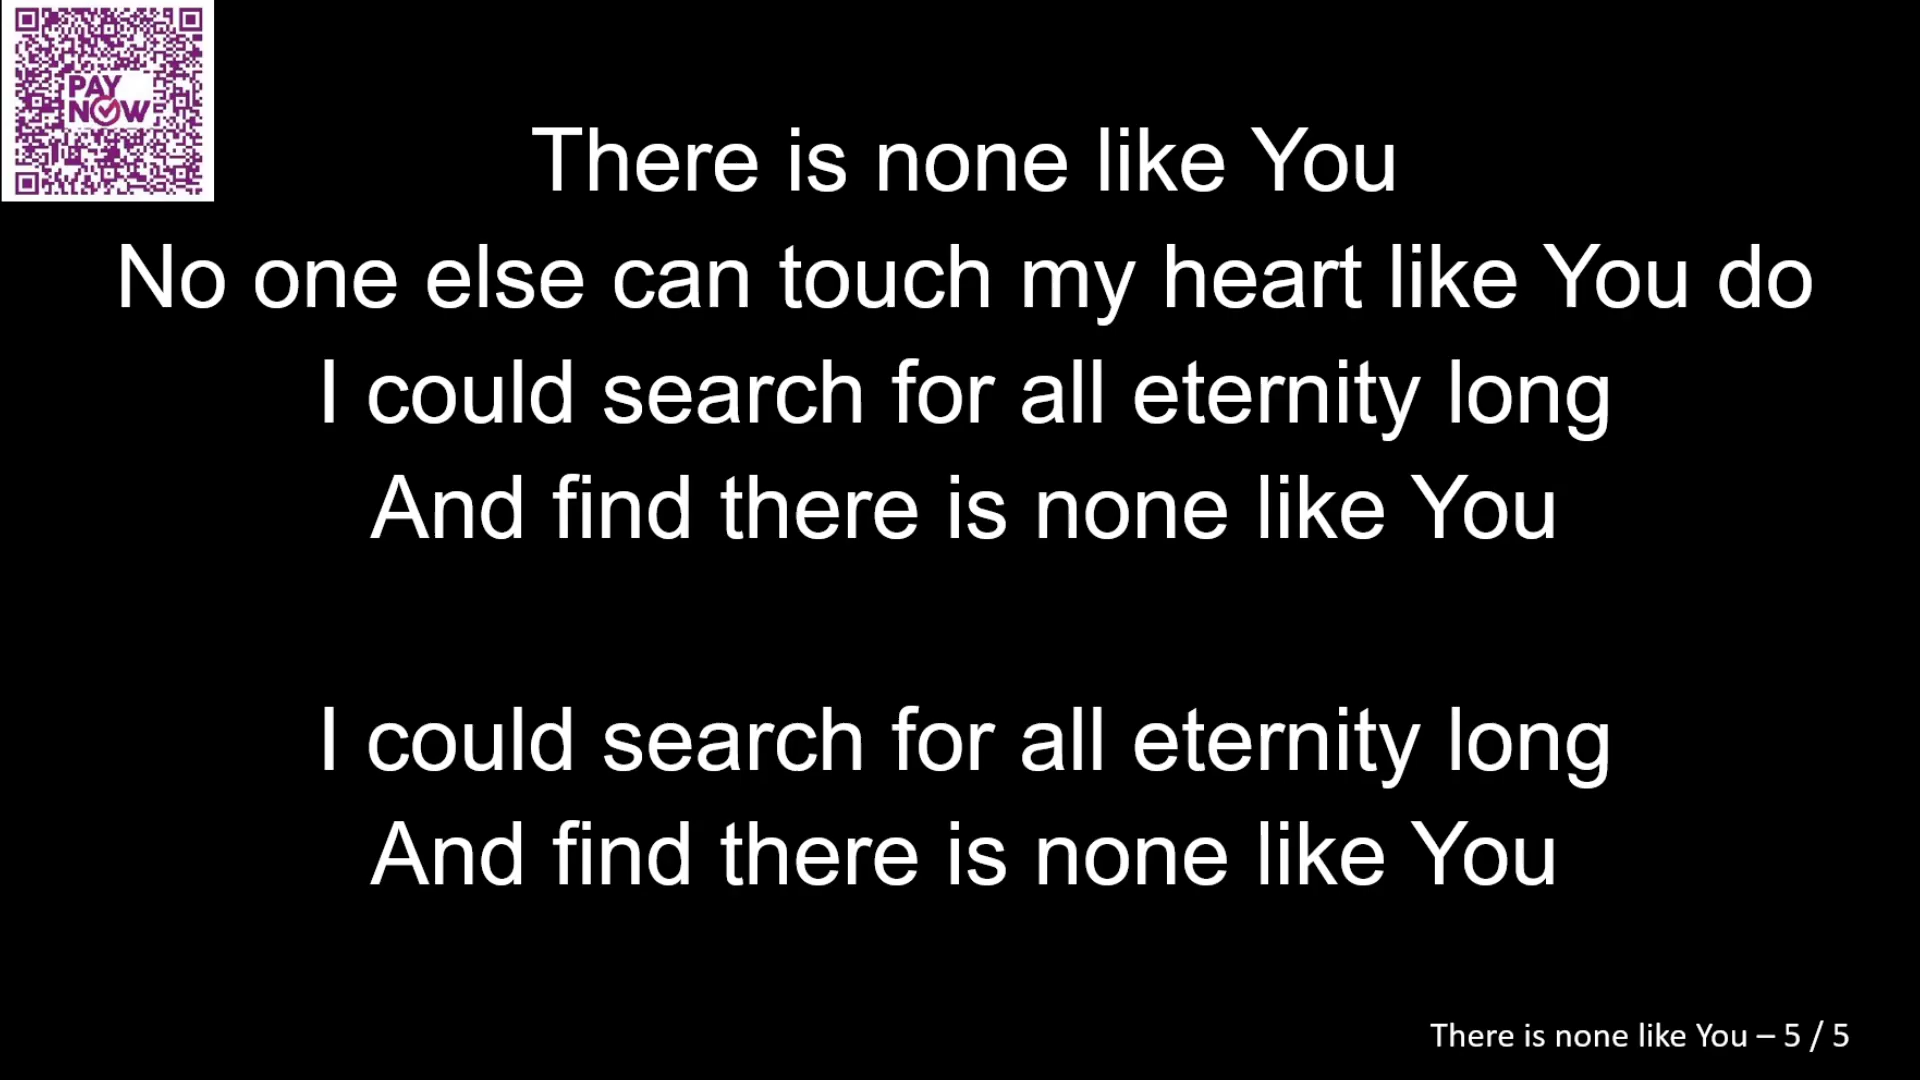 PAY
NOW
There is none like You
No one else can touch my heart like You do
I could search for all eternity long
And find there is none like You
I could search for all eternity long
And find there is none like You
There is none like You – 5 / 5